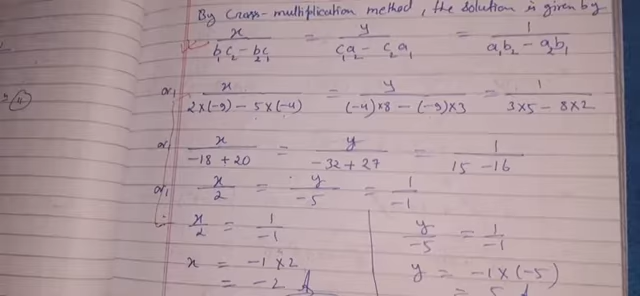 By Cross-multiplication method, the solution is given by
x/(b₁c₂ - b₂c₁) = y/(c₁a₂ - c₂a₁) = 1/(a₁b₂ - a₂b₁)
or, x/(2×(-9) - 5×(-4)) = y/((-4)×8 - (-9)×3) = 1/(3×5 - 8×2)
or, x/(-18 + 20) = y/(-32 + 27) = 1/(15 - 16)
or, x/2 = y/-5 = 1/-1
∴ x/2 = 1/-1
x = -1 × 2
= -2
y/-5 = 1/-1
y = -1 × (-5)
= 5